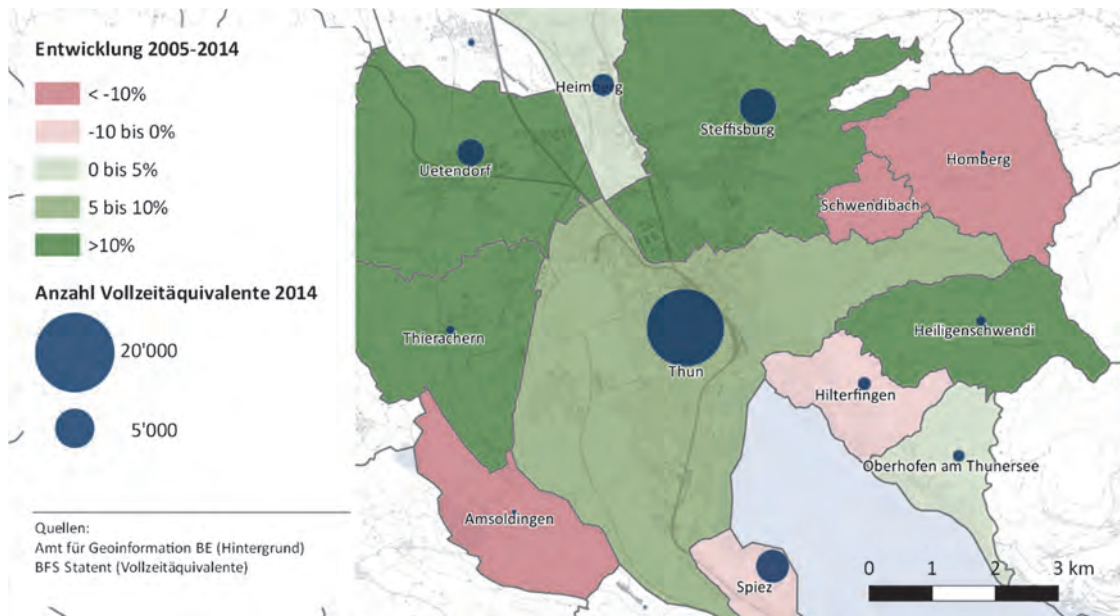 Entwicklung 2005-2014
< -10%
-10 bis 0%
0 bis 5%
5 bis 10%
>10%
Anzahl Vollzeitäquivalente 2014
20'000
5'000
Quellen:
Amt für Geoinformation BE (Hintergrund)
BFS Statent (Vollzeitäquivalente)
Heimberg
Steffisburg
Uetendorf
Homberg
Schwendibach
Thierachern
Heiligenschwendi
Thun
Hilterfingen
Oberhofen am Thunersee
Amsoldingen
Spiez
0 1 2 3 km